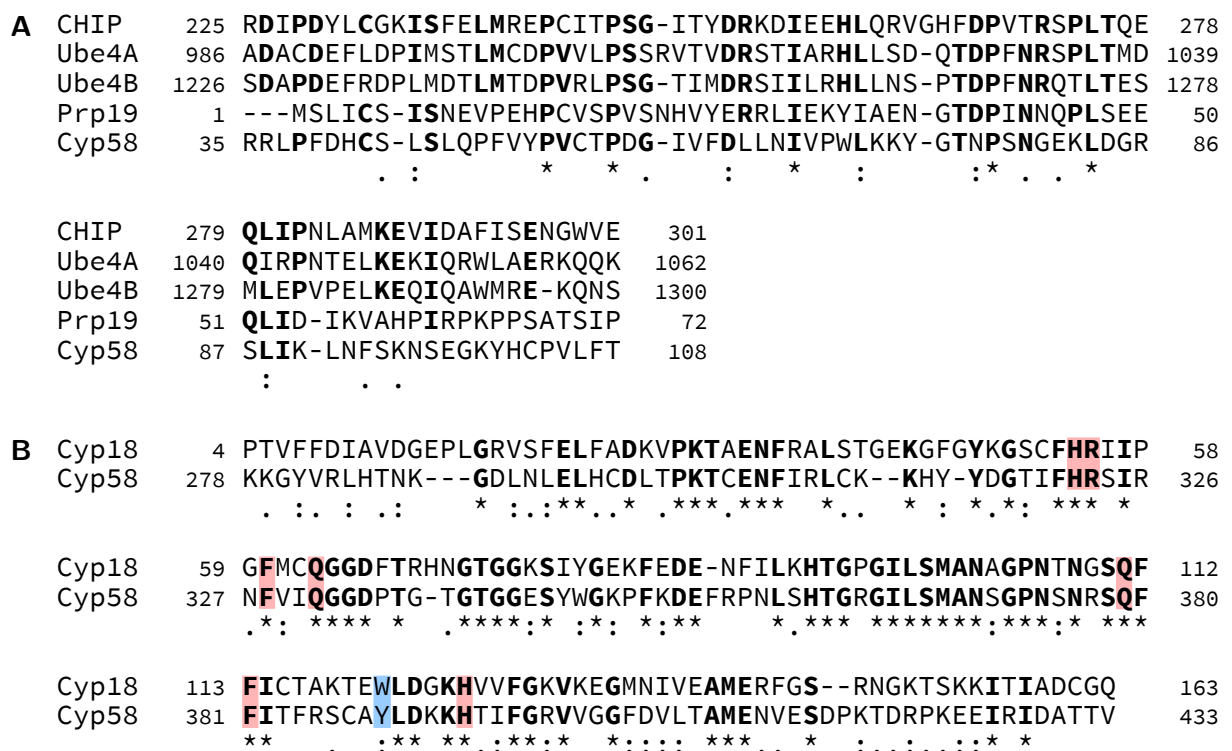 A CHIP 225 RDIPDYLCGKISFELMREPCITPSG-ITYDRKDIEEHLQRVGHFDPVTRSPLTQE 278
Ube4A 986 ADACDEFLDPIMSTLMCDPVVLPSSRVTVDRSTIARHLLSD-QTDPFNRSPLTMD 1039
Ube4B 1226 SDAPDEFRDPLMDTLMTDPVRLPSG-TIMDRSIILRHLLNS-PTDPFNRQTLTES 1278
Prp19 1 ---MSLICS-ISNEVPEHPCVSPVSNHVYERRLIEKYIAEN-GTDPINNQPLSEE 50
Cyp58 35 RRLPFDHCS-LSLQPFVYPVCTPDG-IVFDLLNIVPWLKKY-GTNPSNGEKLDGR 86
. : * * . : * : :* . . *
CHIP 279 QLIPNLAMKEVIDAFISENGWVE 301
Ube4A 1040 QIRPNTELKEKIQRWLAERKQQK 1062
Ube4B 1279 MLEPVPELKEQIQAWMRE-KQNS 1300
Prp19 51 QLID-IKVAHPIRPKPPSATSIP 72
Cyp58 87 SLIK-LNFSKNSEGKYHCPVLFT 108
: . .
B Cyp18 4 PTVFFDIAVDGEPLGRVSFELFADKVPKTAENFRALSTGEKGFGYKGSCFHRIIP 58
Cyp58 278 KKGYVRLHTNK---GDLNLELHCDLTPKTCENFIRLCK--KHY-YDGTIFHRSIR 326
. :. : .: * :.:**..* .***.*** *.. * : *.*: *** *
Cyp18 59 GFMCQGGDFTRHNGTGGKSIYGEKFEDE-NFILKHTGPGILSMANAGPNTNGSQF 112
Cyp58 327 NFVIQGGDPTG-TGTGGESYWGKPFKDEFRPNLSHTGRGILSMANSGPNSNRSQF 380
.*: **** * .****:* :*: *:** *.*** *******:***:* ***
Cyp18 113 FICTAKTEWLDGKHVVFGKVKEGMNIVEAMERFGS--RNGKTSKKITIADCGQ 163
Cyp58 381 FITFRSCAYLDKKHTIFGRVVGGFDVLTAMENVESDPKTDRPKEEIRIDATTV 433